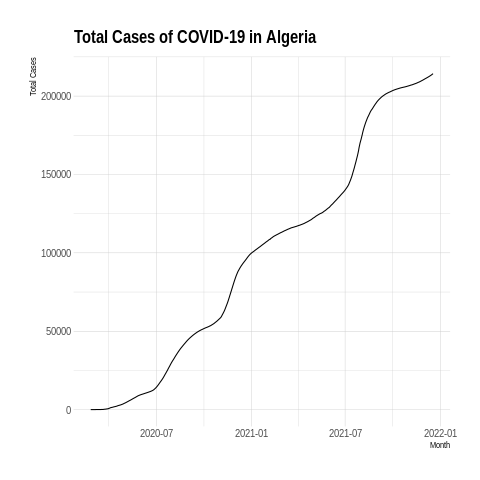 Total Cases of COVID-19 in Algeria
Total Cases
200000
150000
100000
50000
0
2020-07 2021-01 2021-07 2022-01
Month